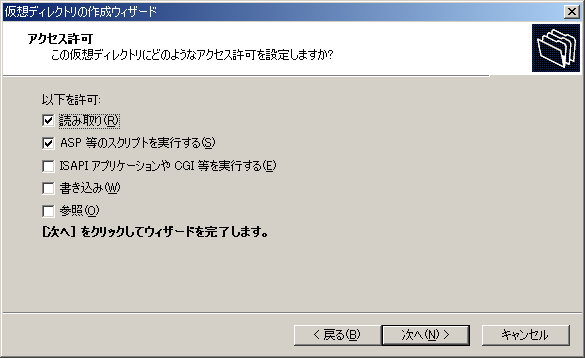 仮想ディレクトリの作成ウィザード
アクセス許可
この仮想ディレクトリにどのようなアクセス許可を設定しますか?
以下を許可:
読み取り(R)
ASP 等のスクリプトを実行する(S)
ISAPI アプリケーションや CGI 等を実行する(E)
書き込み(W)
参照(O)
[次へ] をクリックしてウィザードを完了します。
< 戻る(B)
次へ(N) >
キャンセル